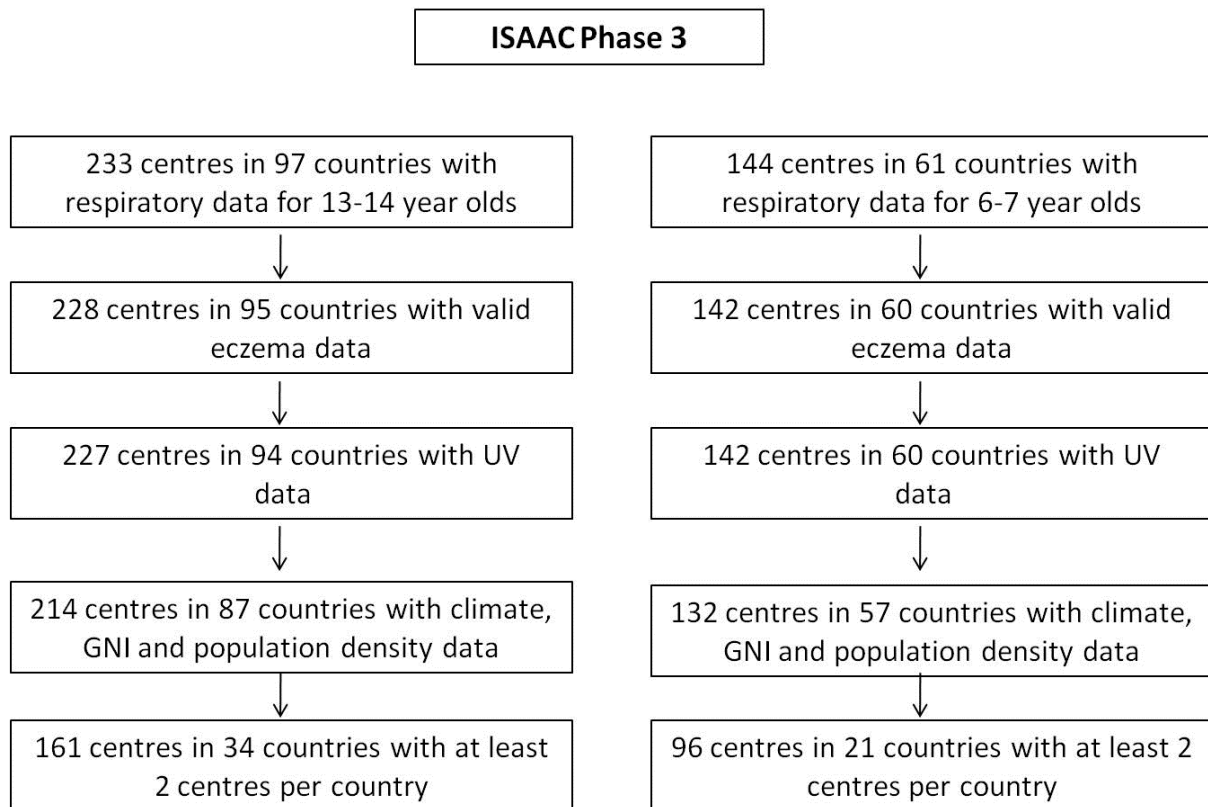 ISAAC Phase 3
233 centres in 97 countries with
respiratory data for 13-14 year olds
228 centres in 95 countries with valid
eczema data
227 centres in 94 countries with UV
data
214 centres in 87 countries with climate,
GNI and population density data
161 centres in 34 countries with at least
2 centres per country
144 centres in 61 countries with
respiratory data for 6-7 year olds
142 centres in 60 countries with valid
eczema data
142 centres in 60 countries with UV
data
132 centres in 57 countries with climate,
GNI and population density data
96 centres in 21 countries with at least 2
centres per country